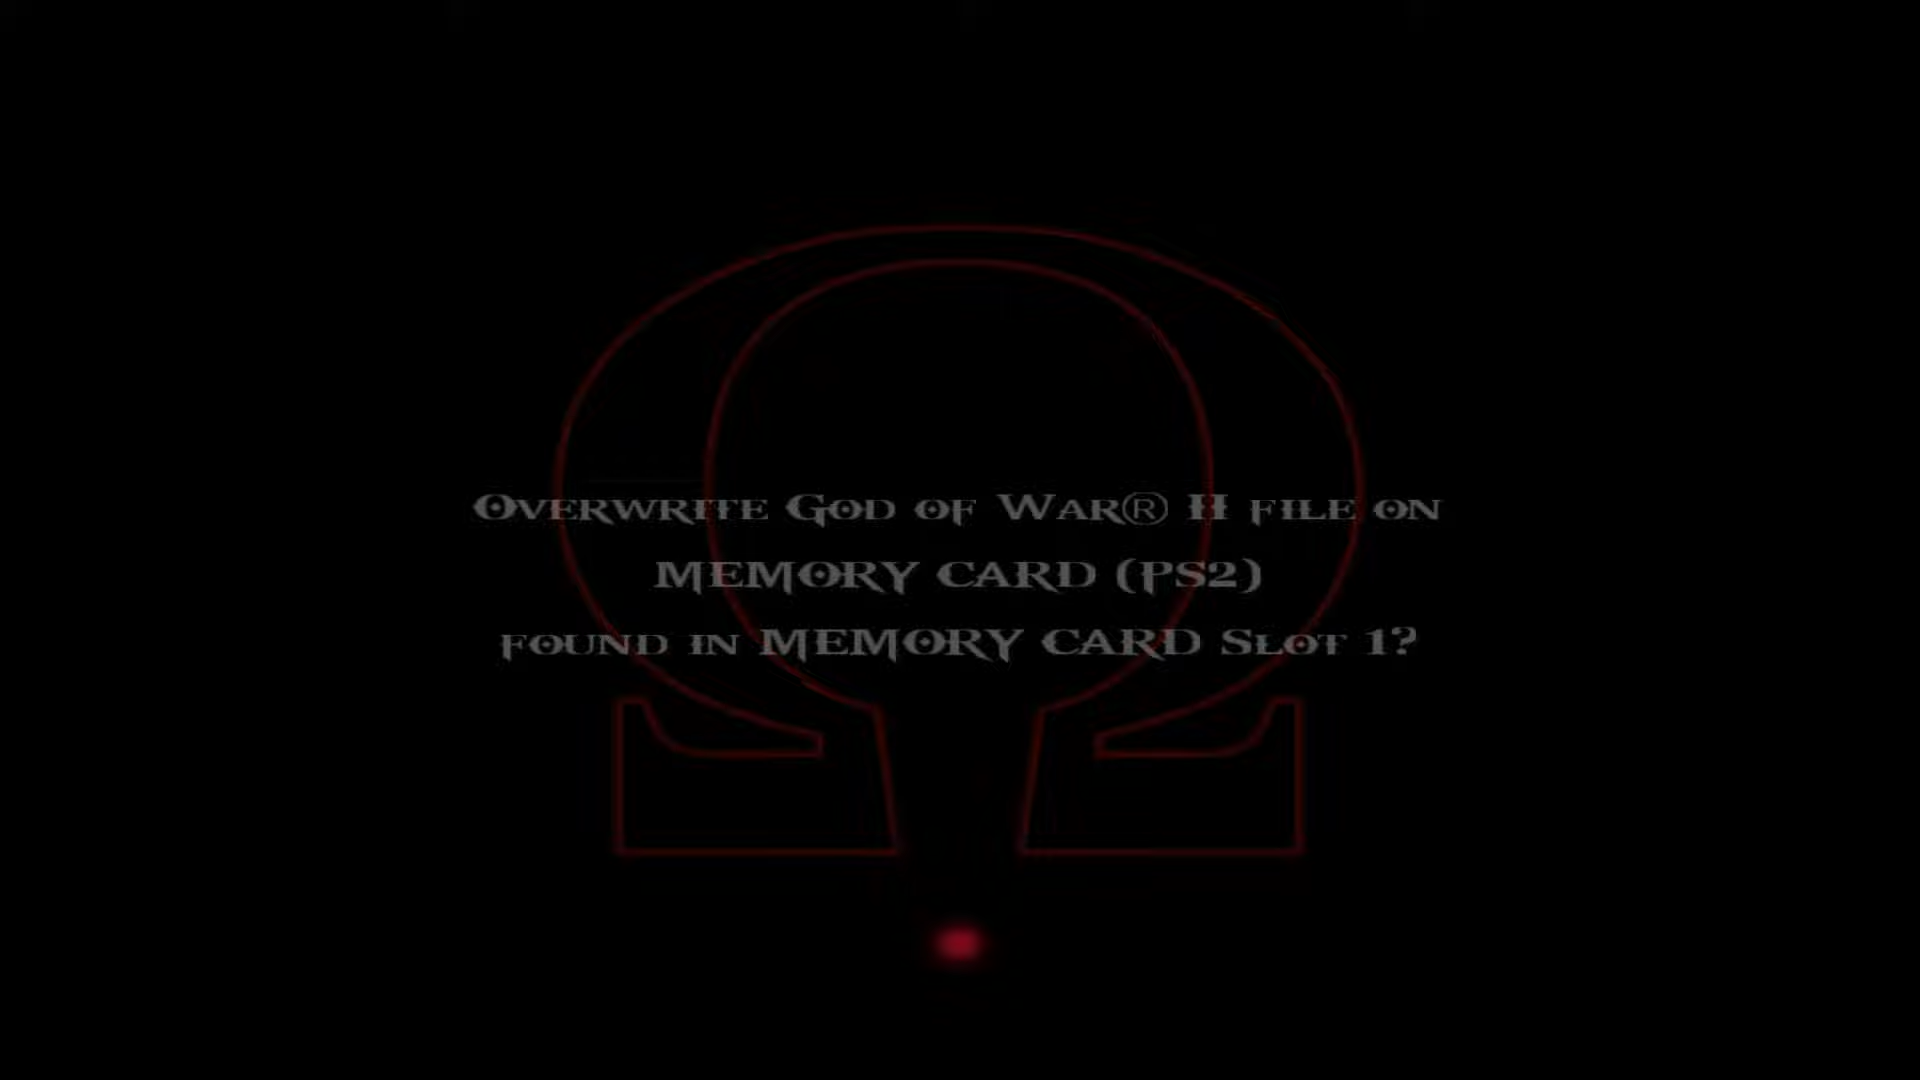 Overwrite God of War® II file on
MEMORY CARD (PS2)
found in MEMORY CARD Slot 1?